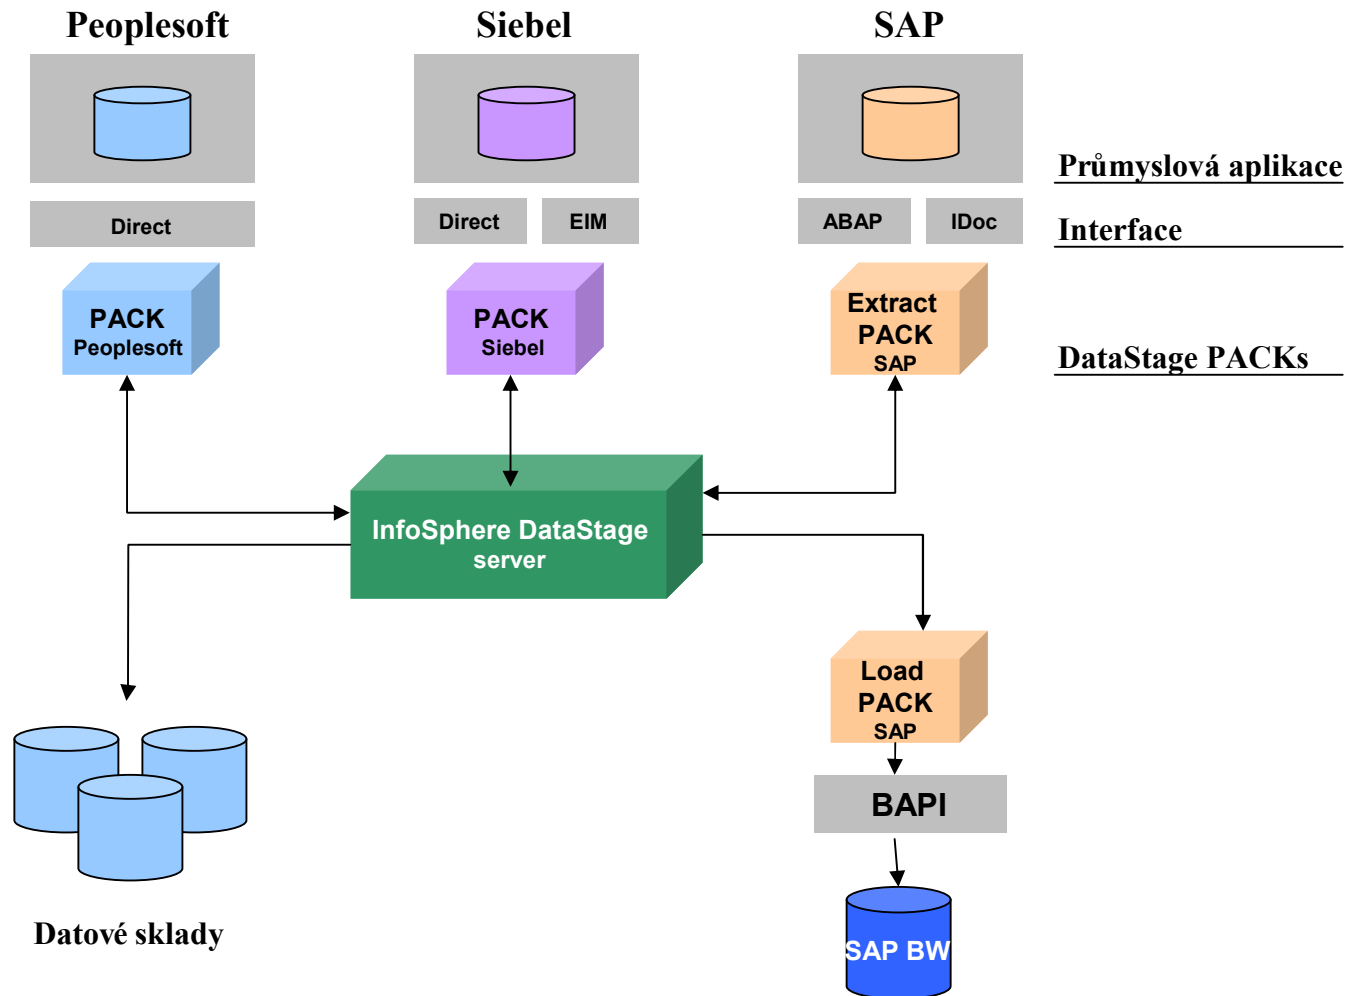 Peoplesoft
Siebel
SAP
Průmyslová aplikace
Direct
Direct
EIM
ABAP
IDoc
Interface
PACK
Peoplesoft
PACK
Siebel
Extract
PACK
SAP
DataStage PACKs
InfoSphere DataStage
server
Load
PACK
SAP
BAPI
Datové sklady
SAP BW